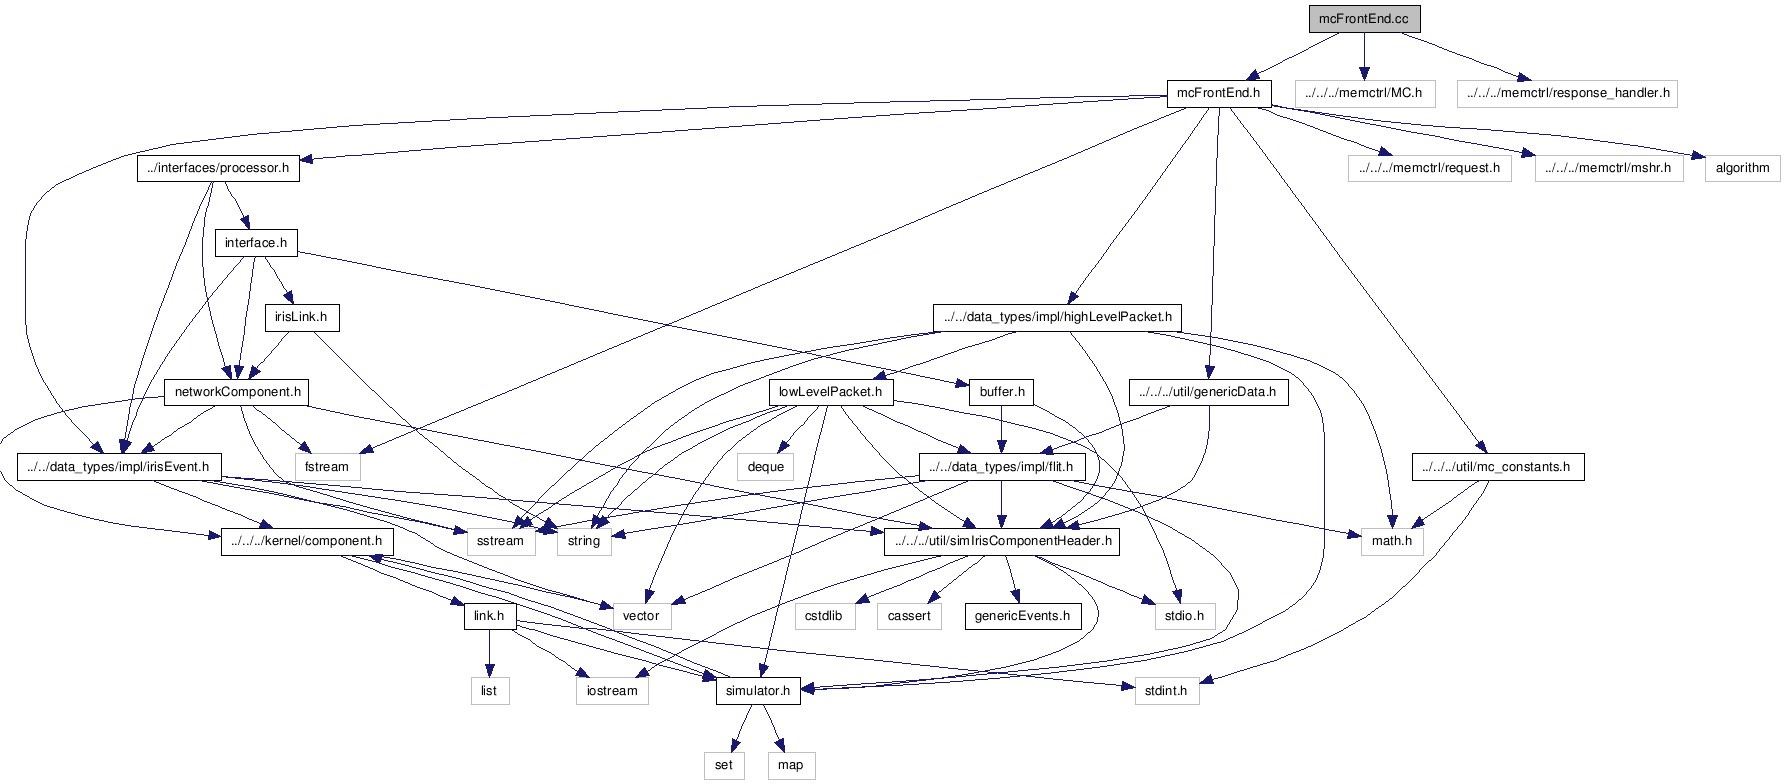 mcFrontEnd.cc
mcFrontEnd.h
../../../memctrl/MC.h
../../../memctrl/response_handler.h
../interfaces/processor.h
../../../memctrl/request.h
../../../memctrl/mshr.h
algorithm
interface.h
irisLink.h
../../data_types/impl/highLevelPacket.h
networkComponent.h
lowLevelPacket.h
buffer.h
../../../util/genericData.h
../../data_types/impl/irisEvent.h
fstream
deque
../../data_types/impl/flit.h
../../../util/mc_constants.h
../../../kernel/component.h
sstream
string
../../../util/simIrisComponentHeader.h
math.h
link.h
vector
cstdlib
cassert
genericEvents.h
stdio.h
list
iostream
simulator.h
stdint.h
set
map